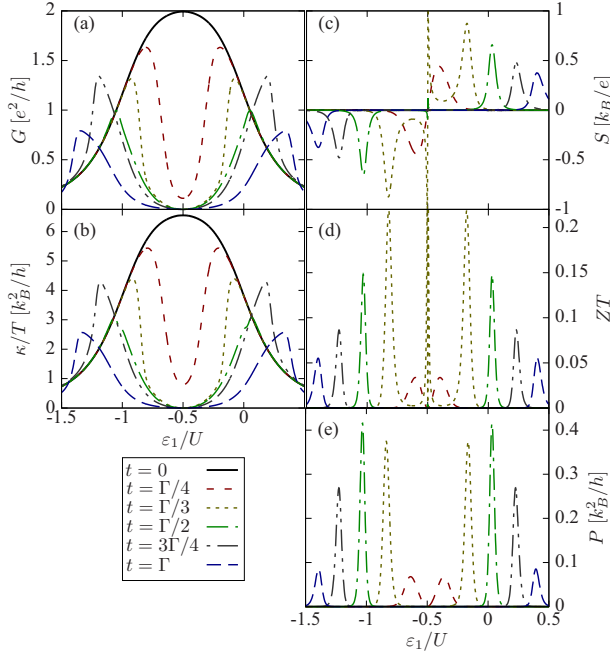 (a)
G [e²/h]
2
1.5
1
0.5
0
(b)
κ/T [k_B²/h]
6
5
4
3
2
1
0
-1.5 -1 -0.5 0
ε₁/U
t = 0
t = Γ/4
t = Γ/3
t = Γ/2
t = 3Γ/4
t = Γ
(c)
S [k_B/e]
1
0.5
0
-0.5
-1
(d)
ZT
0.2
0.15
0.1
0.05
0
(e)
P [k_B²/h]
0.4
0.3
0.2
0.1
0
-1.5 -1 -0.5 0 0.5
ε₁/U